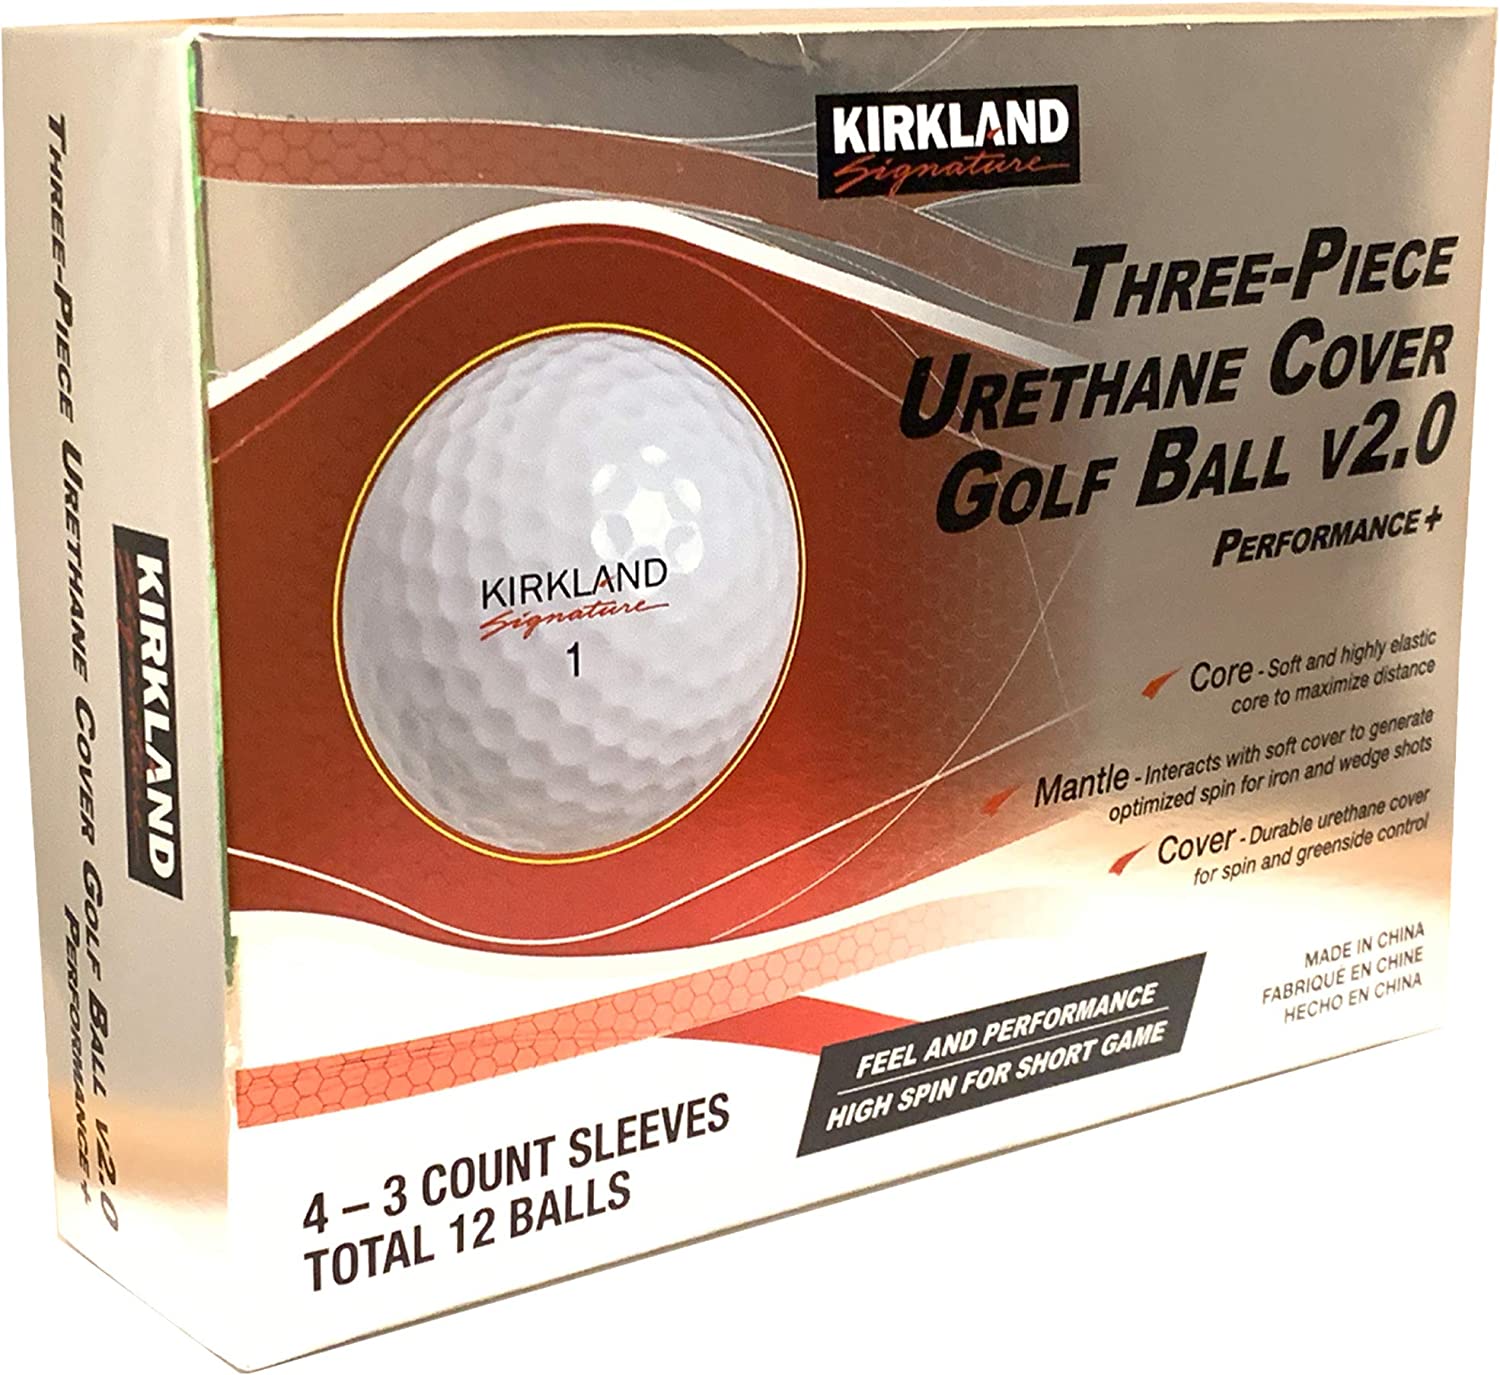 THREE-PIECE URETHANE COVER GOLF BALL V2.0
PERFORMANCE+
KIRKLAND
Signature
KIRKLAND
Signature
THREE-PIECE
URETHANE COVER
GOLF BALL V2.0
PERFORMANCE+
KIRKLAND
Signature
1
Core - Soft and highly elastic
core to maximize distance
Mantle - Interacts with soft cover to generate
optimized spin for iron and wedge shots
Cover - Durable urethane cover
for spin and greenside control
MADE IN CHINA
FABRIQUÉ EN CHINE
HECHO EN CHINA
FEEL AND PERFORMANCE
HIGH SPIN FOR SHORT GAME
4 – 3 COUNT SLEEVES
TOTAL 12 BALLS